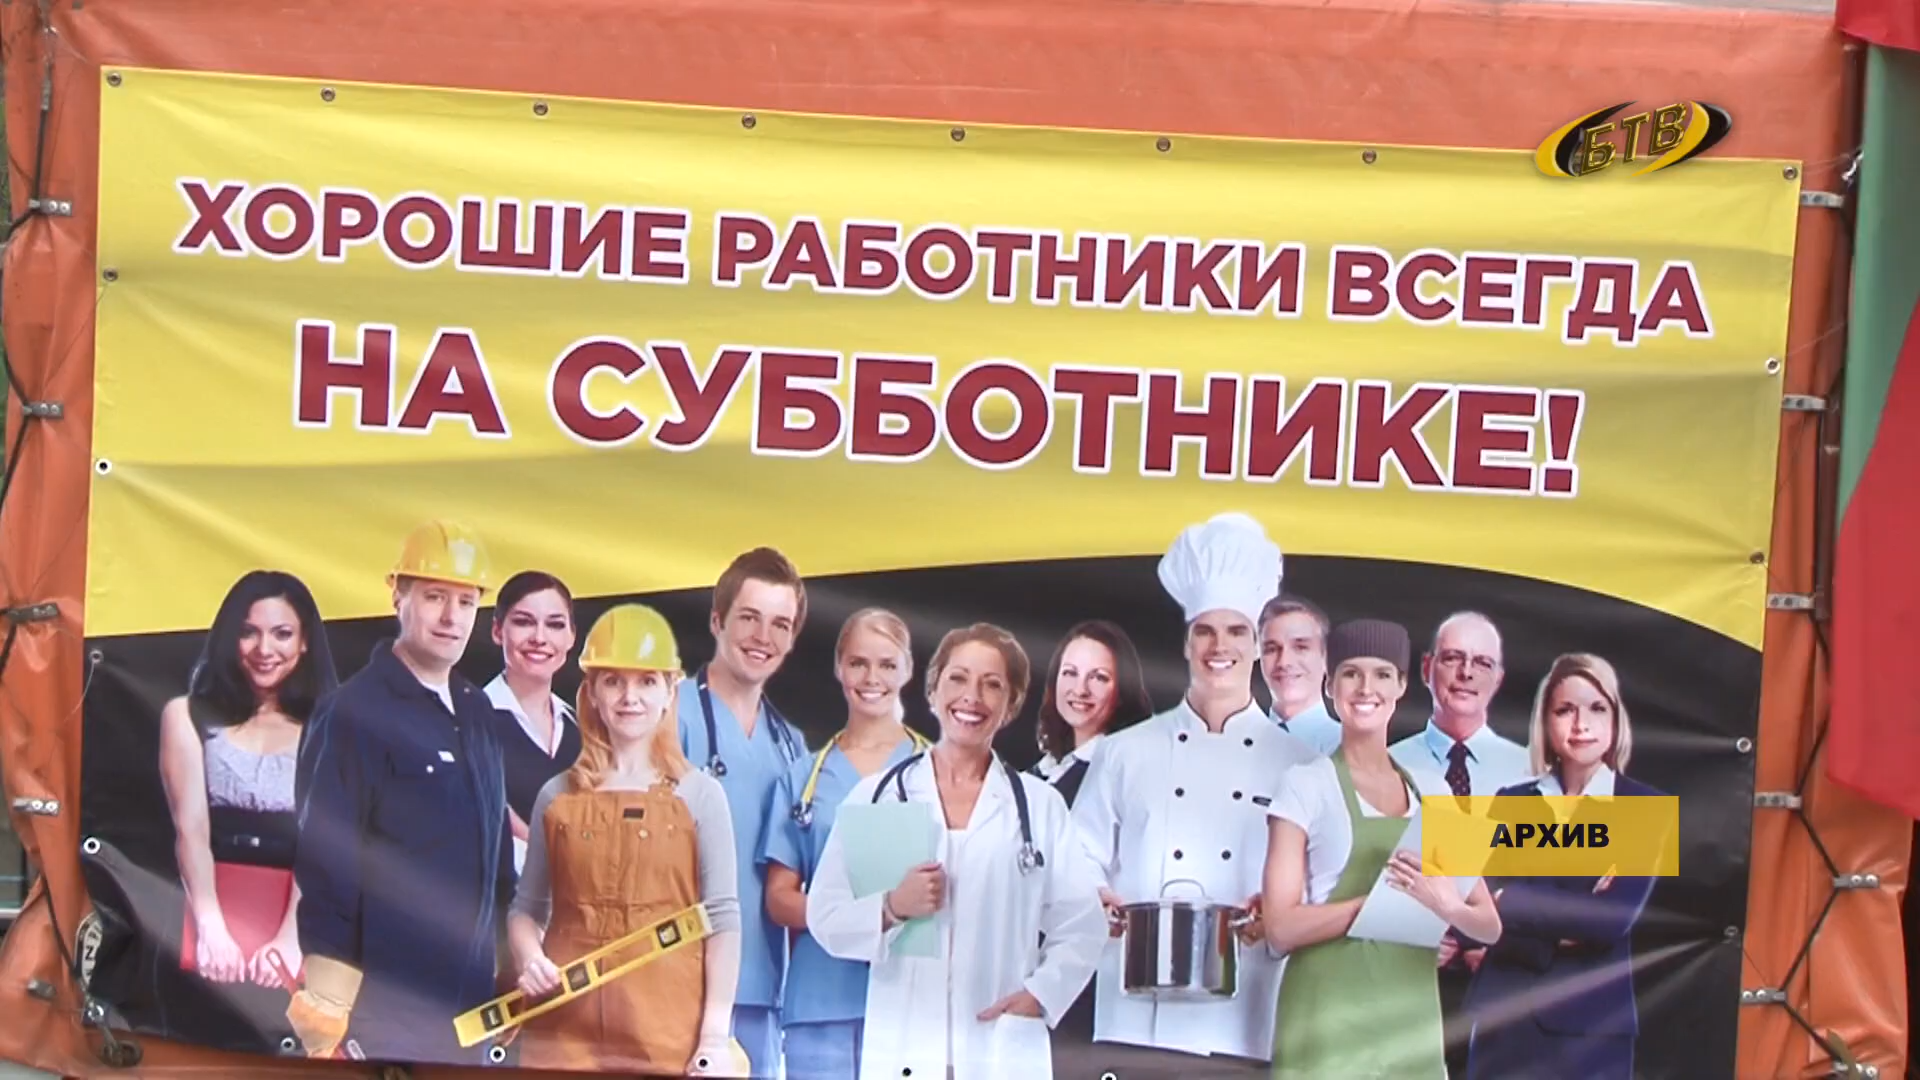 БТВ
ХОРОШИЕ РАБОТНИКИ ВСЕГДА
НА СУББОТНИКЕ!
АРХИВ